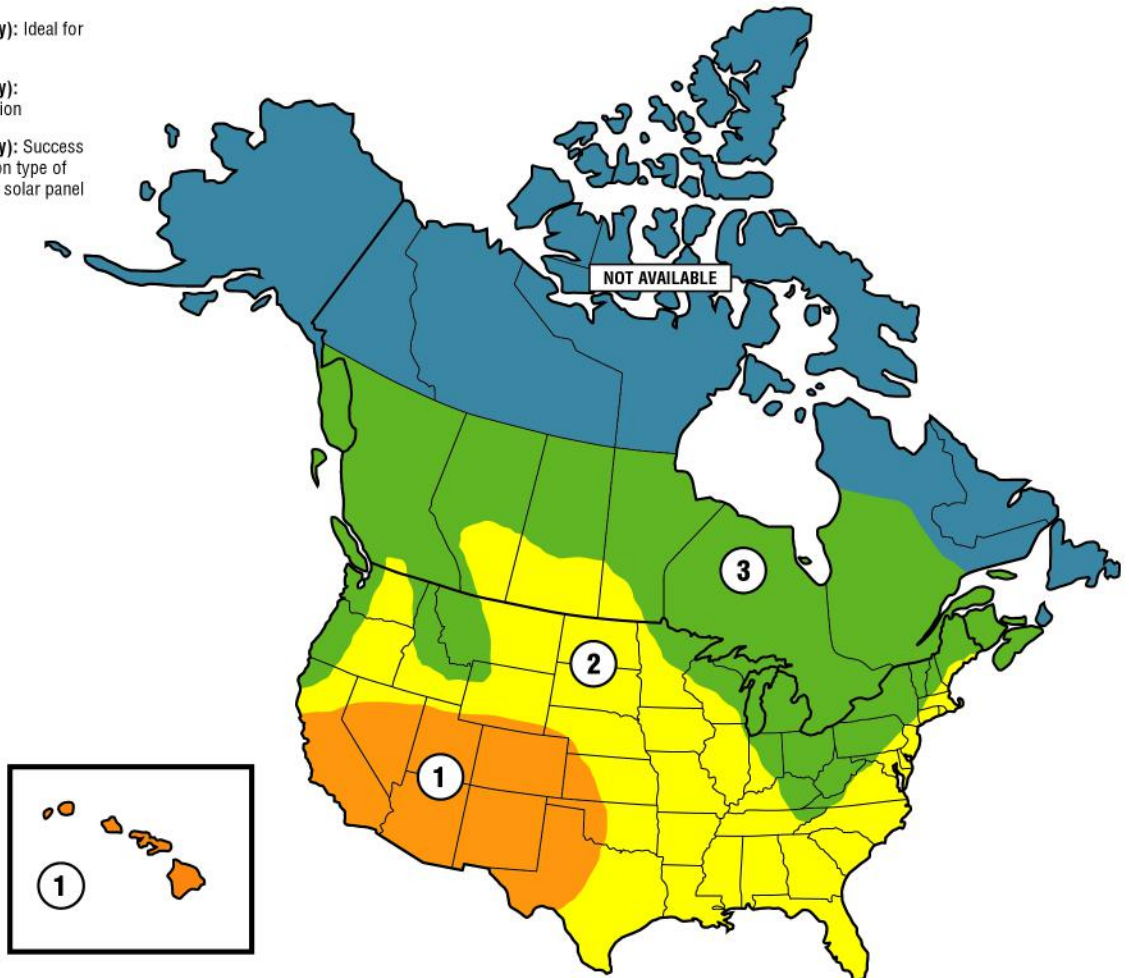 y): Ideal for
y):
ion
y): Success
on type of
solar panel
NOT AVAILABLE
3
2
1
1